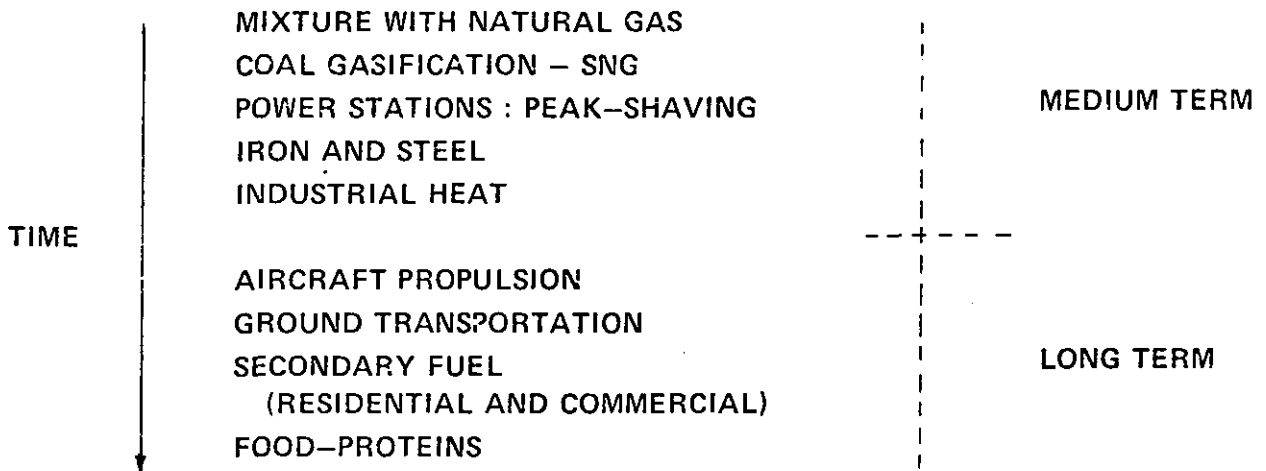 MIXTURE WITH NATURAL GAS
COAL GASIFICATION – SNG
POWER STATIONS : PEAK–SHAVING
IRON AND STEEL
INDUSTRIAL HEAT
MEDIUM TERM
TIME
AIRCRAFT PROPULSION
GROUND TRANSPORTATION
SECONDARY FUEL
(RESIDENTIAL AND COMMERCIAL)
FOOD–PROTEINS
LONG TERM